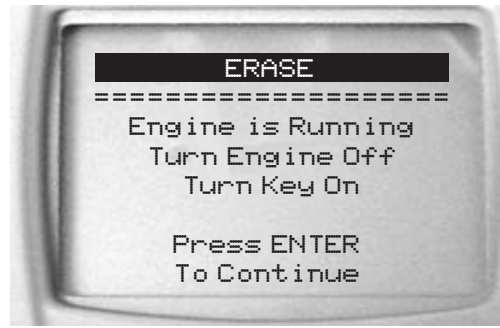 ERASE
=====================
Engine is Running
Turn Engine Off
Turn Key On
Press ENTER
To Continue